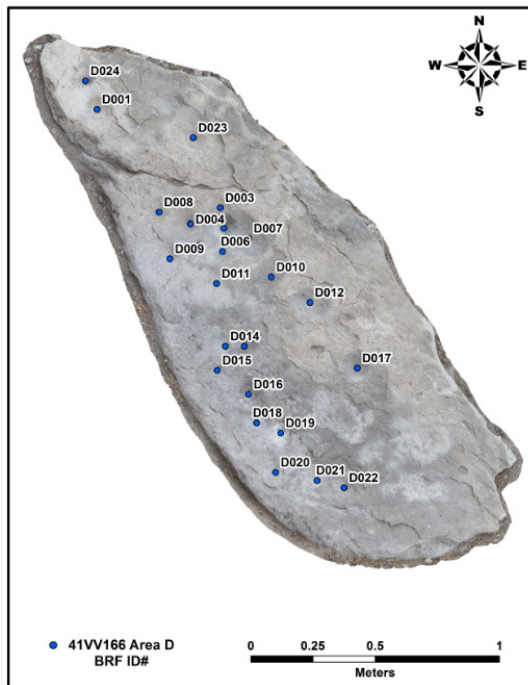 N
W E
S
D024
D001
D023
D003
D008
D004
D007
D006
D009
D010
D011
D012
D014
D017
D015
D016
D018
D019
D020
D021
D022
41VV166 Area D
BRF ID#
0 0.25 0.5 1
Meters